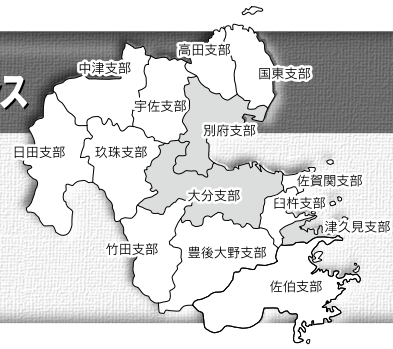 高田支部
中津支部
国東支部
ス
宇佐支部
別府支部
日田支部
玖珠支部
佐賀関支部
大分支部
臼杵支部
津久見支部
竹田支部
豊後大野支部
佐伯支部